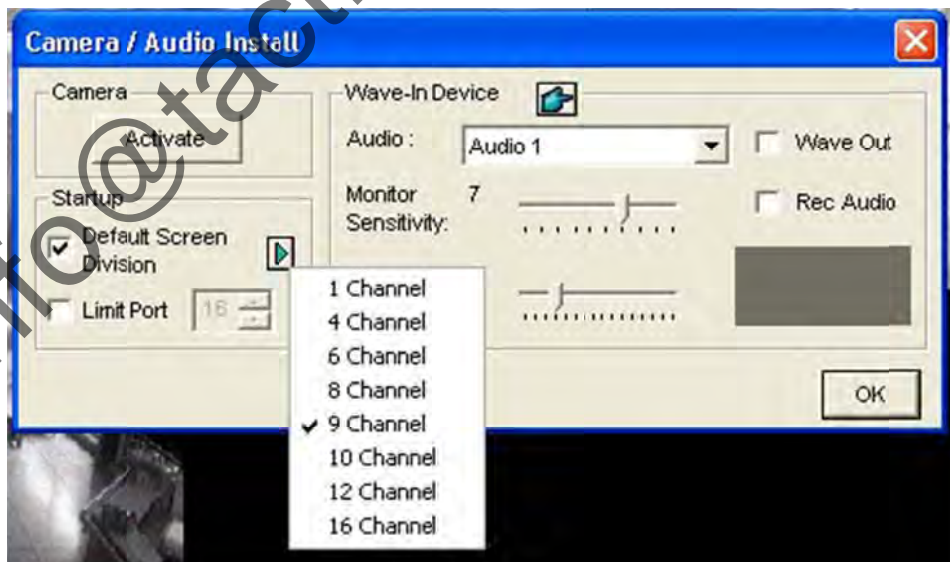 Camera / Audio Install
Camera
Activate
Startup
Default Screen
Division
Limit Port 16
Wave-In Device
Audio : Audio 1 Wave Out
Monitor
Sensitivity: 7 Rec Audio
1 Channel
4 Channel
6 Channel
8 Channel
9 Channel
10 Channel
12 Channel
16 Channel
OK